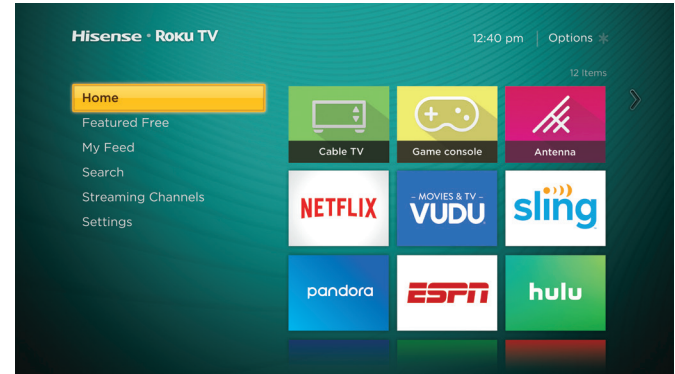 Hisense • Roku TV
12:40 pm | Options ✱
12 Items
Home
Featured Free
My Feed
Search
Streaming Channels
Settings
Cable TV
Game console
Antenna
NETFLIX
- MOVIES & TV -
VUDU
sling
pandora
ESPN
hulu